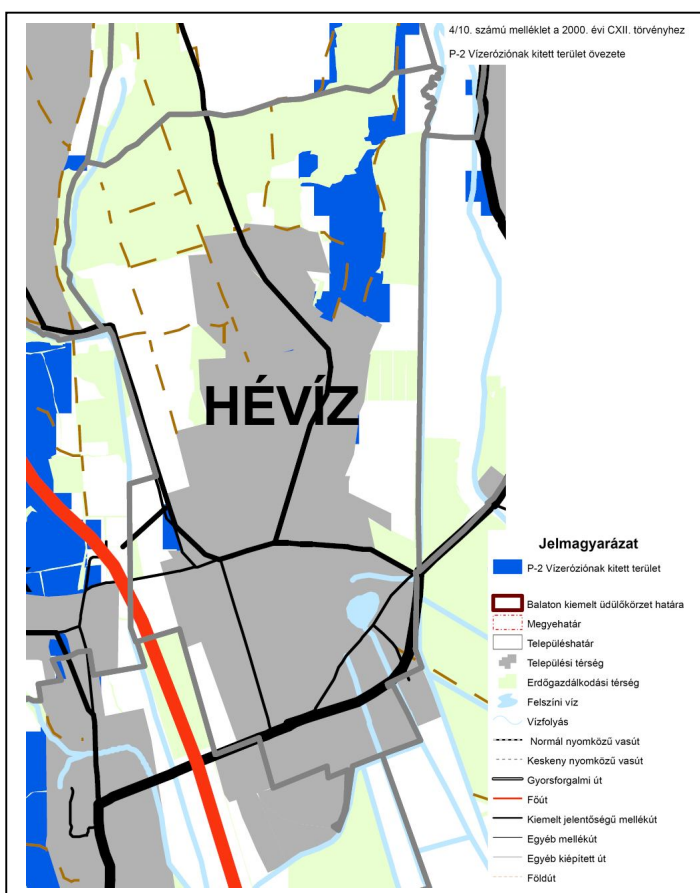 4/10. számú melléklet a 2000. évi CXII. törvényhez
P-2 Vízeróziónak kitett terület övezete
HÉVÍZ
Jelmagyarázat
P-2 Vízeróziónak kitett terület
Balaton kiemelt üdülőkörzet határa
Megyehatár
Településhatár
Települési térség
Erdőgazdálkodási térség
Felszíni víz
Vízfolyás
Normál nyomközű vasút
Keskeny nyomközű vasút
Gyorsforgalmi út
Főút
Kiemelt jelentőségű mellékút
Egyéb mellékút
Egyéb kiépített út
Földút